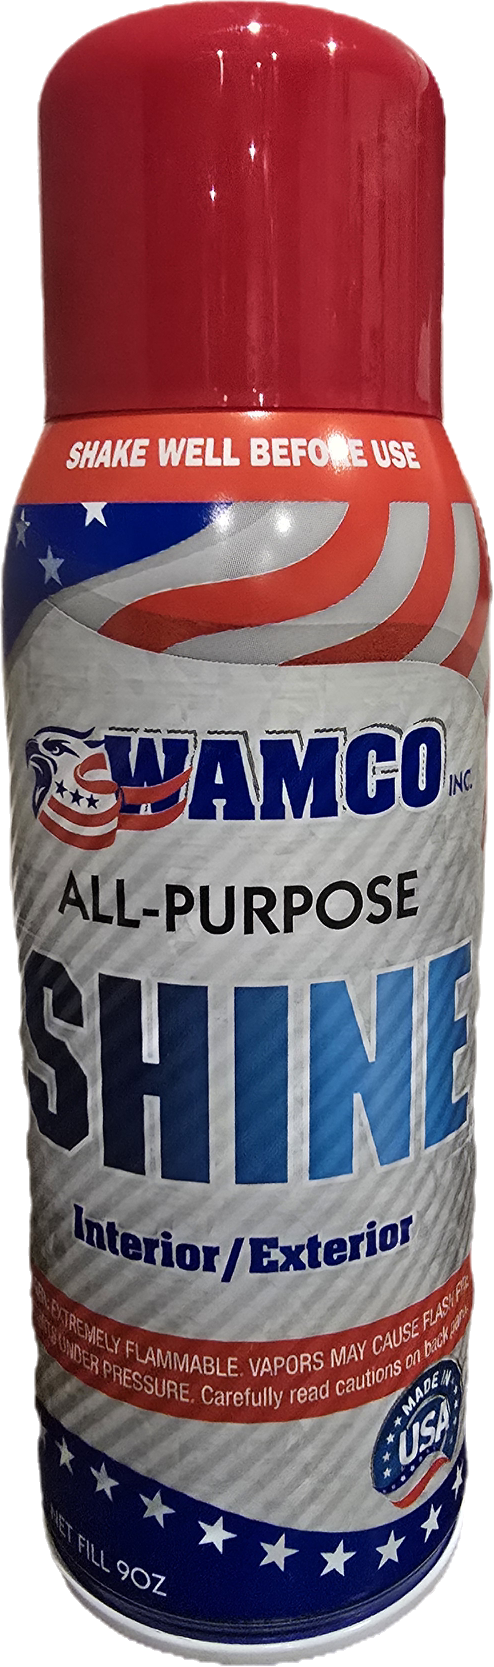 SHAKE WELL BEFORE USE
WAMCO INC.
ALL-PURPOSE
SHINE
Interior/Exterior
EXTREMELY FLAMMABLE. VAPORS MAY CAUSE FLASH
UNDER PRESSURE. Carefully read cautions on back
MADE IN
USA
NET FILL 9OZ